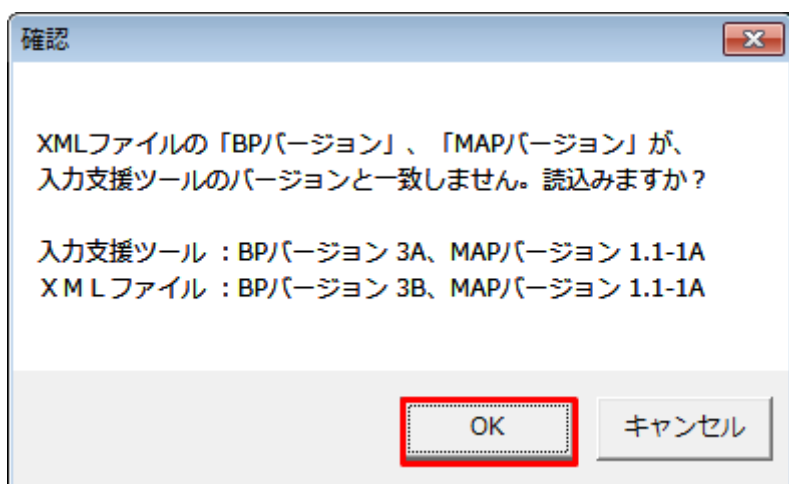 確認
XMLファイルの「BPバージョン」、「MAPバージョン」が、
入力支援ツールのバージョンと一致しません。読込みますか?
入力支援ツール :BPバージョン 3A、MAPバージョン 1.1-1A
XMLファイル :BPバージョン 3B、MAPバージョン 1.1-1A
OK キャンセル